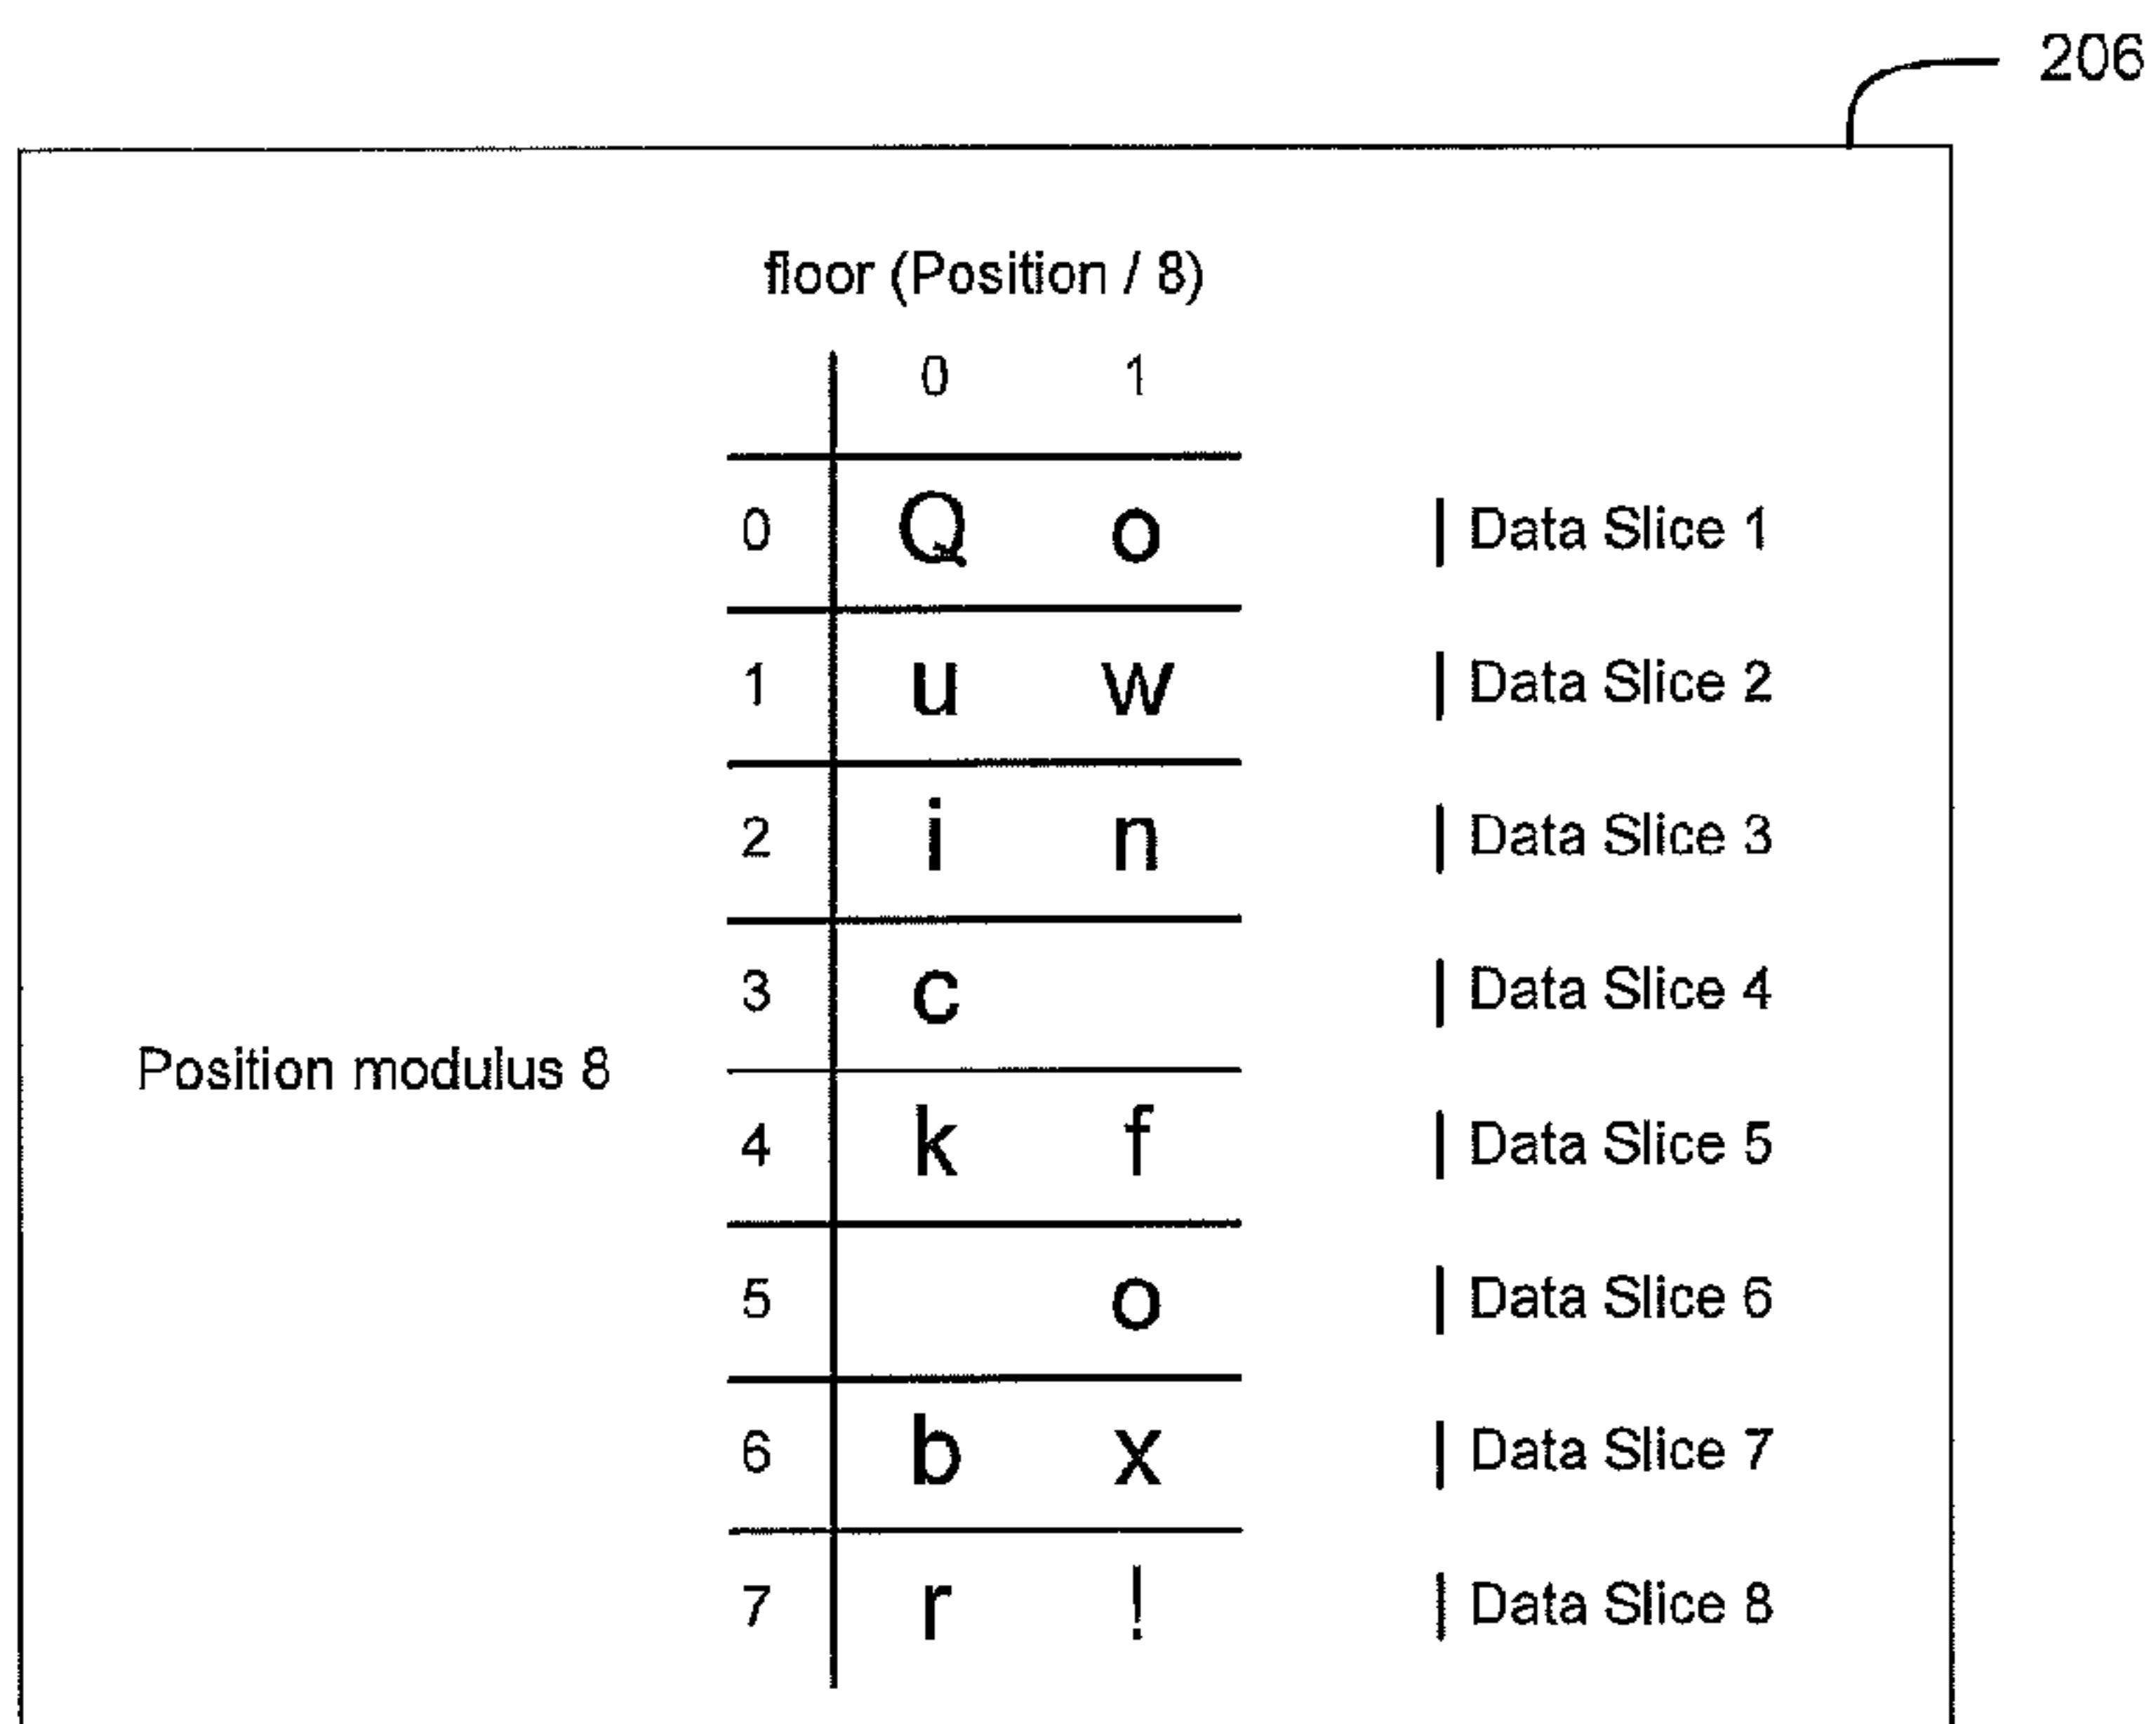 206
floor (Position / 8)
0 1
0 Q o | Data Slice 1
1 u w | Data Slice 2
2 i n | Data Slice 3
3 c | Data Slice 4
Position modulus 8
4 k f | Data Slice 5
5 o | Data Slice 6
6 b x | Data Slice 7
7 r ! | Data Slice 8